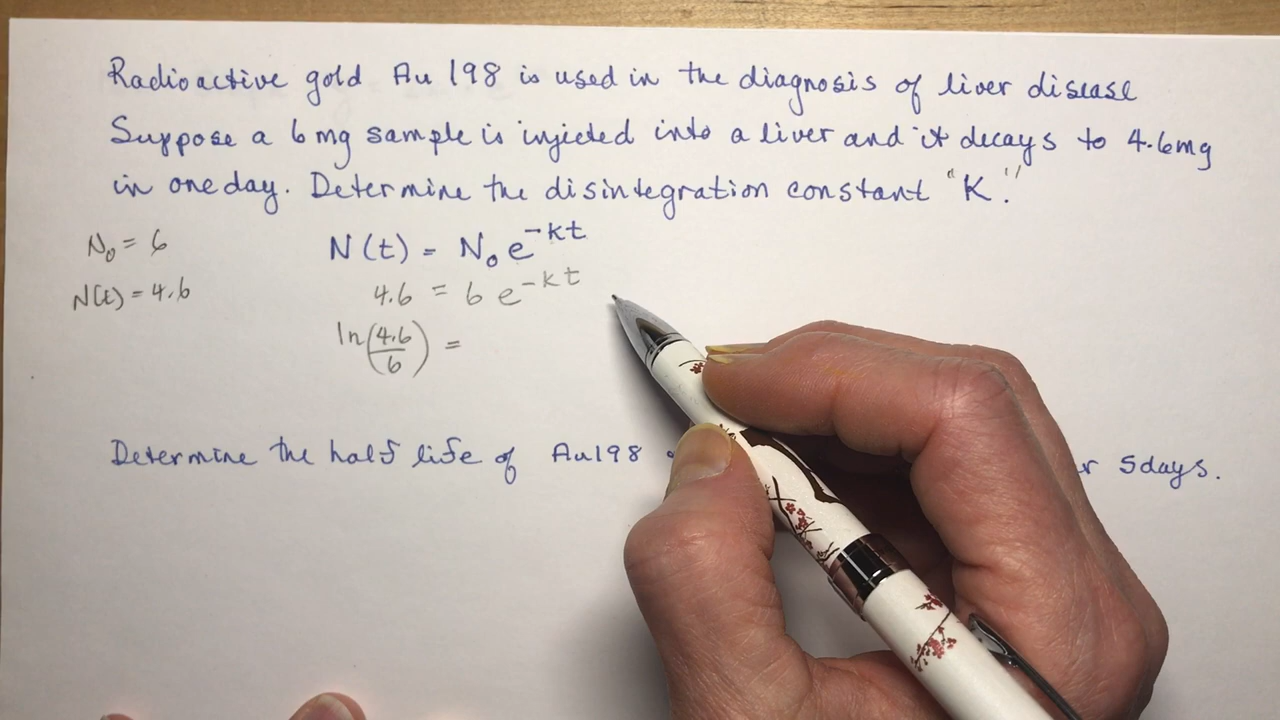 Radioactive gold Au 198 is used in the diagnosis of liver disease
Suppose a 6 mg sample is injected into a liver and it decays to 4.6mg
in one day. Determine the disintegration constant "K."
N₀ = 6
N(t) = N₀ e^-kt
N(t) = 4.6
4.6 = 6 e^-kt
ln(4.6/6) =
Determine the half life of Au198 5days.